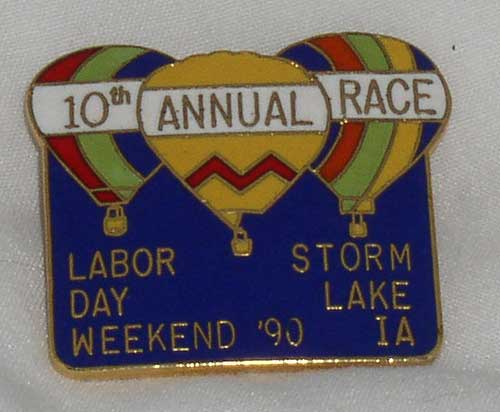 10th ANNUAL RACE
LABOR
DAY
WEEKEND '90
STORM
LAKE
IA